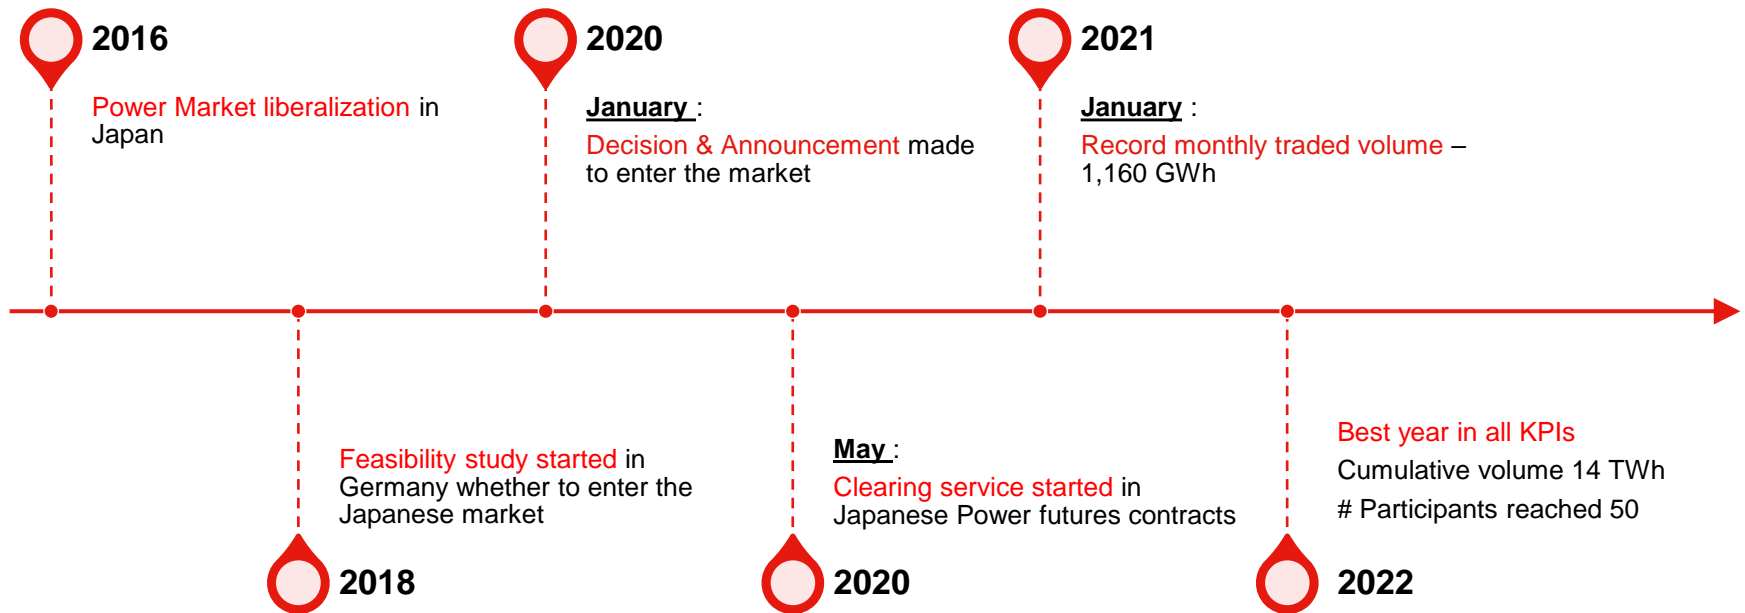 2016
Power Market liberalization in
Japan
2020
January :
Decision & Announcement made
to enter the market
2021
January :
Record monthly traded volume –
1,160 GWh
Feasibility study started in
Germany whether to enter the
Japanese market
2018
May :
Clearing service started in
Japanese Power futures contracts
2020
Best year in all KPIs
Cumulative volume 14 TWh
# Participants reached 50
2022